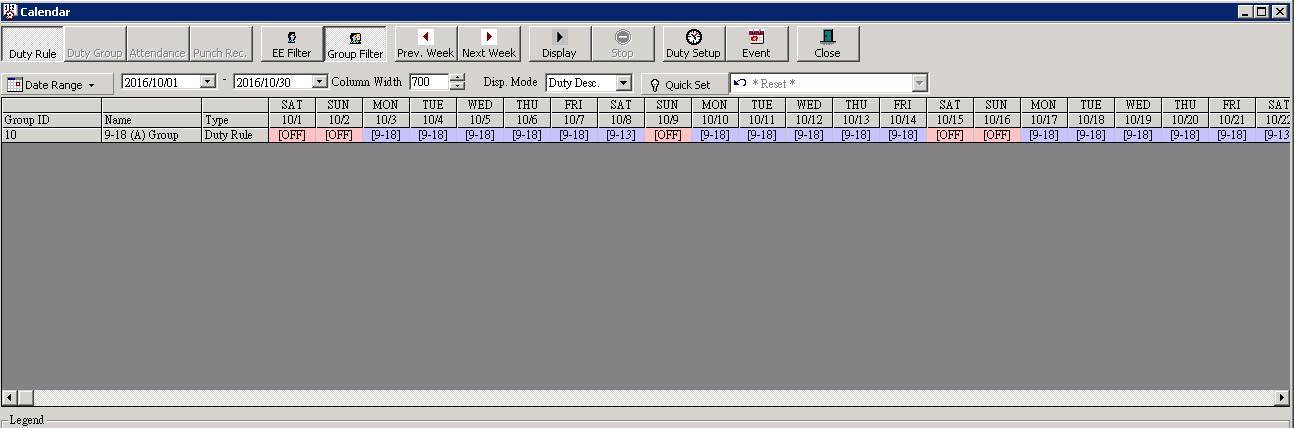 Calendar
Duty Rule Duty Group Attendance Punch Rec. EE Filter Group Filter Prev. Week Next Week Display Stop Duty Setup Event Close
Date Range 2016/10/01 - 2016/10/30 Column Width 700 Disp. Mode Duty Desc. Quick Set * Reset *
SAT SUN MON TUE WED THU FRI SAT SUN MON TUE WED THU FRI SAT SUN MON TUE WED THU FRI SAT
Group ID Name Type 10/1 10/2 10/3 10/4 10/5 10/6 10/7 10/8 10/9 10/10 10/11 10/12 10/13 10/14 10/15 10/16 10/17 10/18 10/19 10/20 10/21 10/22
10 9-18 (A) Group Duty Rule [OFF] [OFF] [9-18] [9-18] [9-18] [9-18] [9-18] [9-13] [OFF] [9-18] [9-18] [9-18] [9-18] [9-18] [OFF] [OFF] [9-18] [9-18] [9-18] [9-18] [9-18] [9-13
Legend